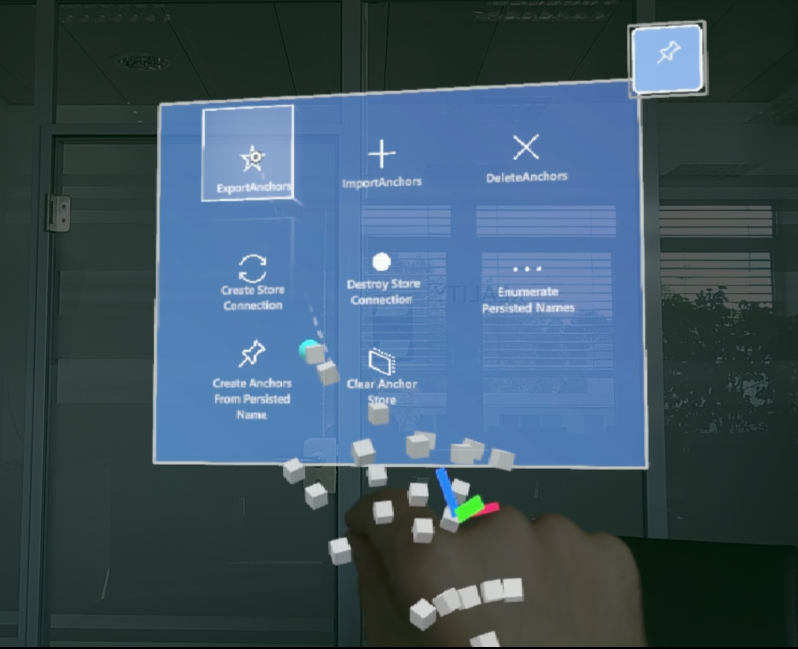 ExportAnchors
ImportAnchors
DeleteAnchors
Create Store
Connection
Destroy Store
Connection
Enumerate
Persisted Names
Create Anchors
From Persisted
Name
Clear Anchor
Store